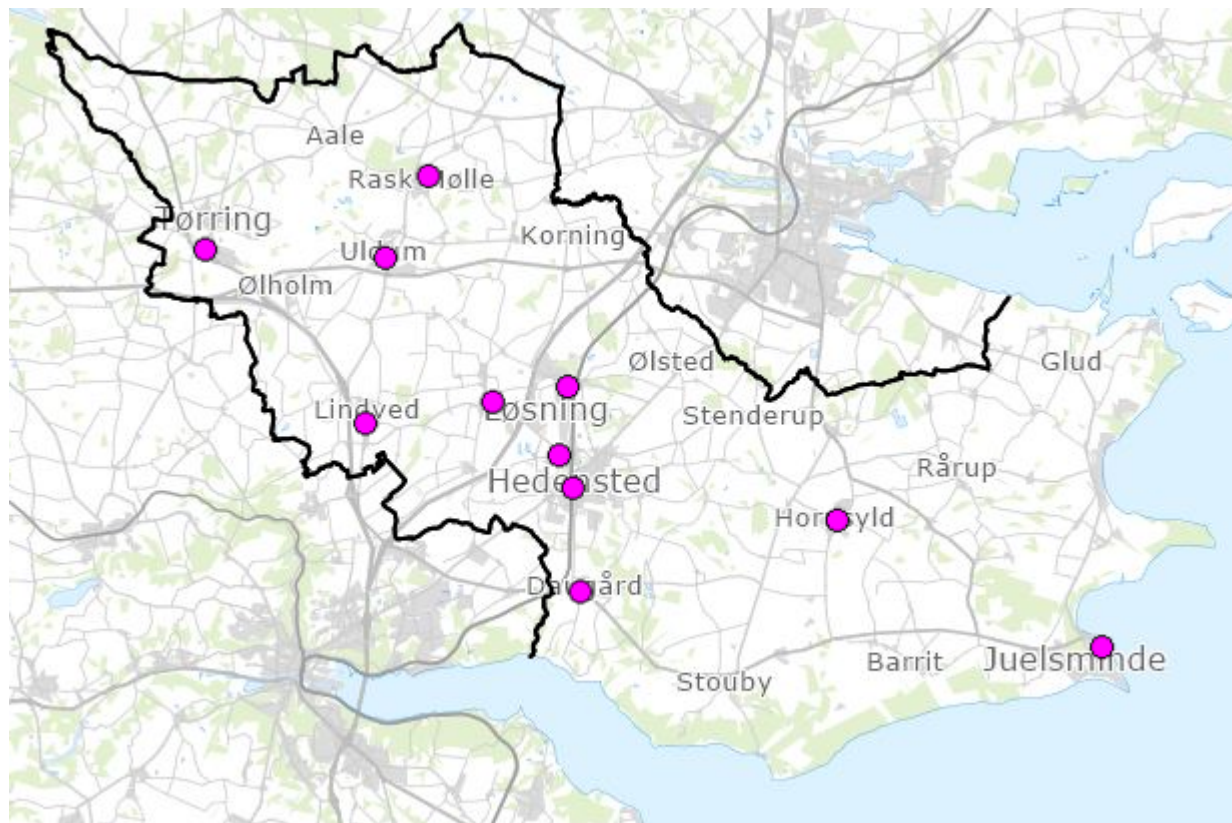 Aale
Rask Mølle
Tørring
Korning
Uldum
Ølholm
Ølsted
Glud
Lindved
Løsning
Stenderup
Rårup
Hedensted
Hornsyld
Daugård
Barrit
Juelsminde
Stouby